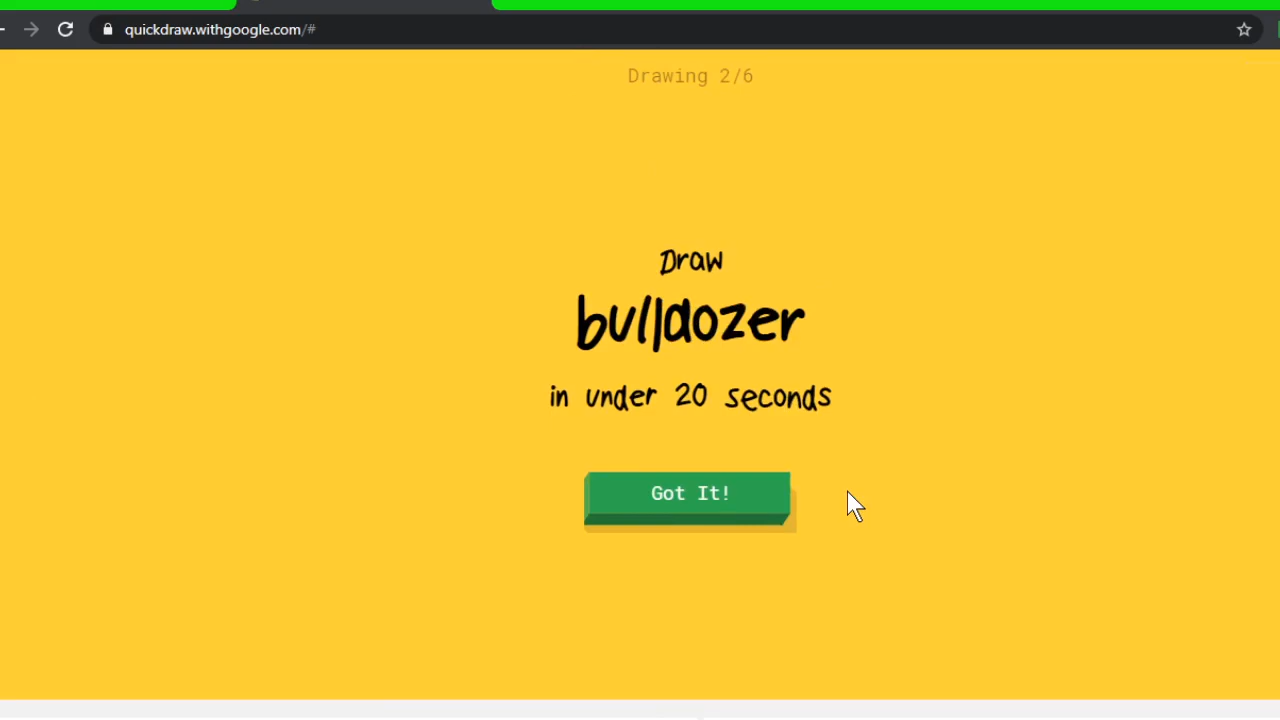 quickdraw.withgoogle.com/#
Drawing 2/6
Draw
bulldozer
in under 20 seconds
Got It!